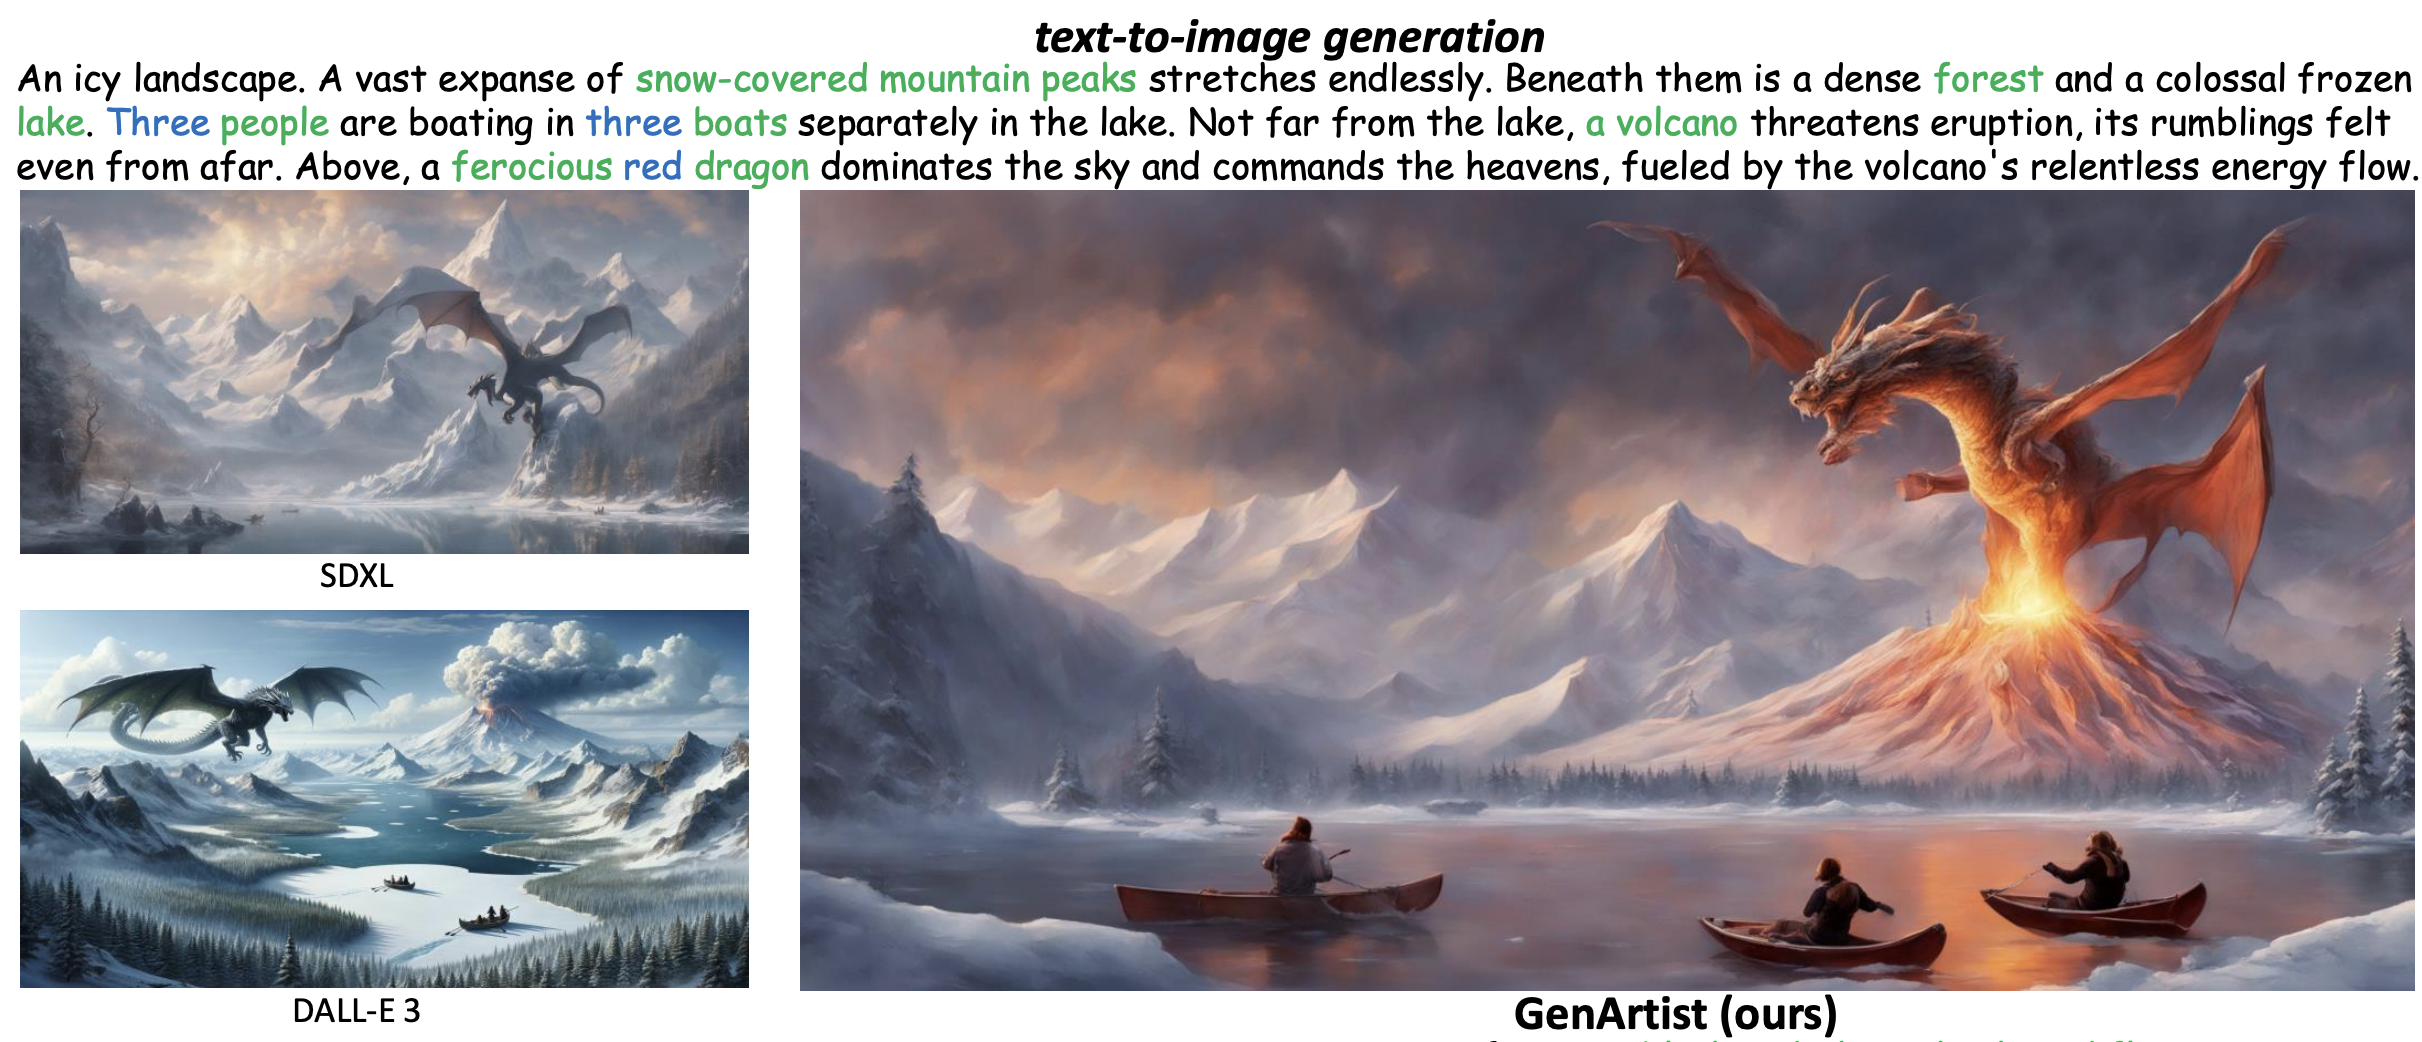 text-to-image generation
An icy landscape. A vast expanse of snow-covered mountain peaks stretches endlessly. Beneath them is a dense forest and a colossal frozen
lake. Three people are boating in three boats separately in the lake. Not far from the lake, a volcano threatens eruption, its rumblings felt
even from afar. Above, a ferocious red dragon dominates the sky and commands the heavens, fueled by the volcano's relentless energy flow.
SDXL
DALL-E 3
GenArtist (ours)